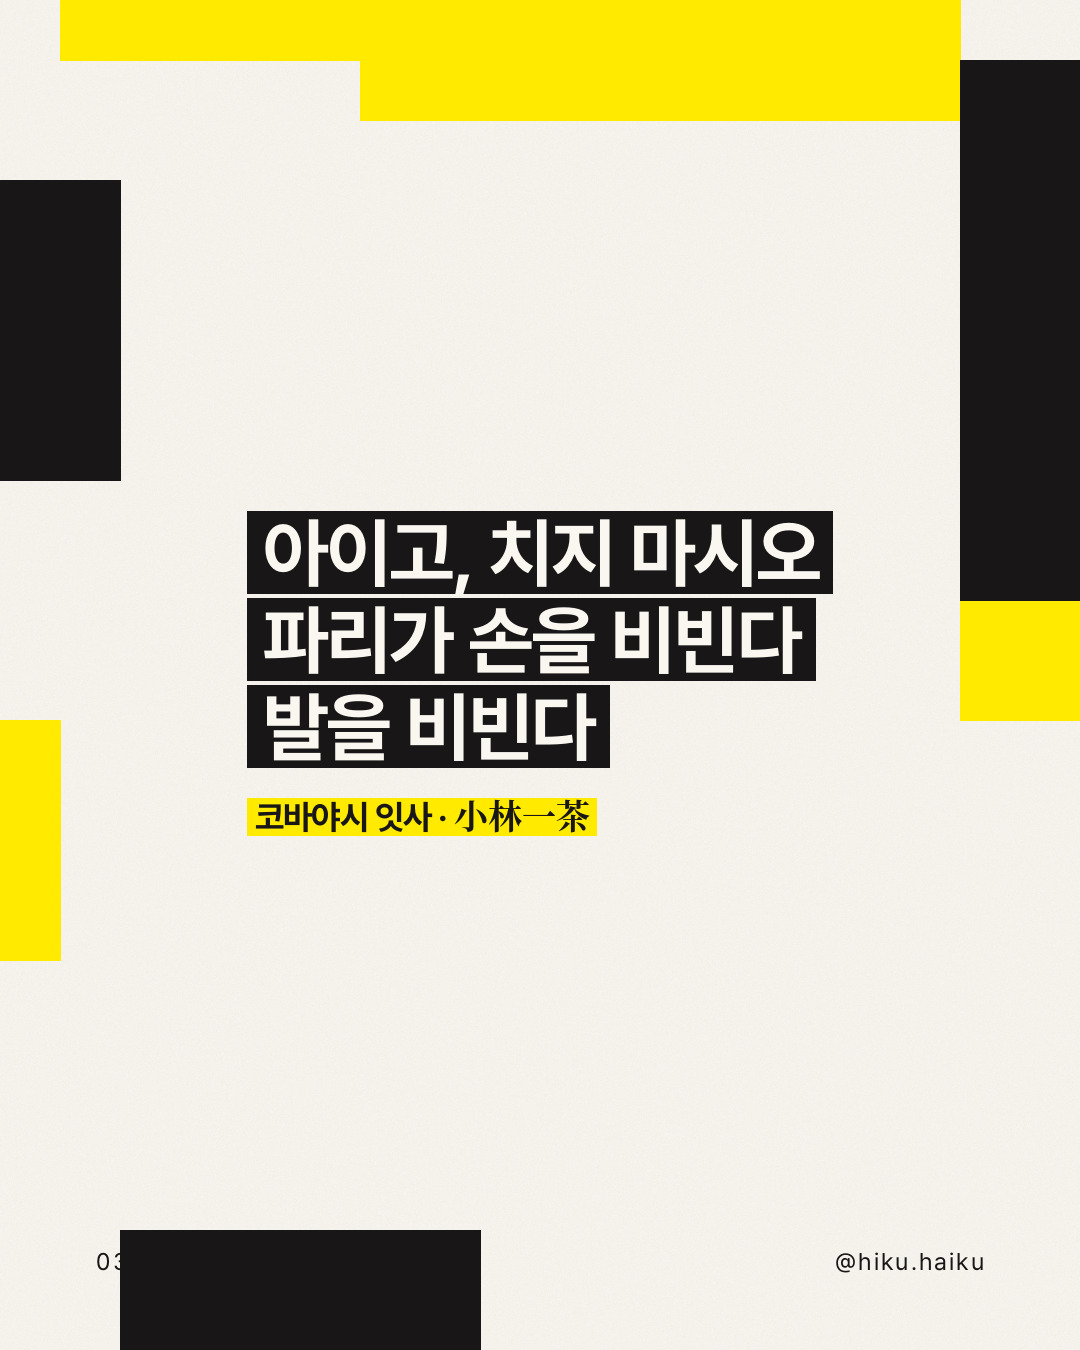 아이고, 치지 마시오
파리가 손을 비빈다
발을 비빈다
코바야시 잇사 · 小林一茶
@hiku.haiku